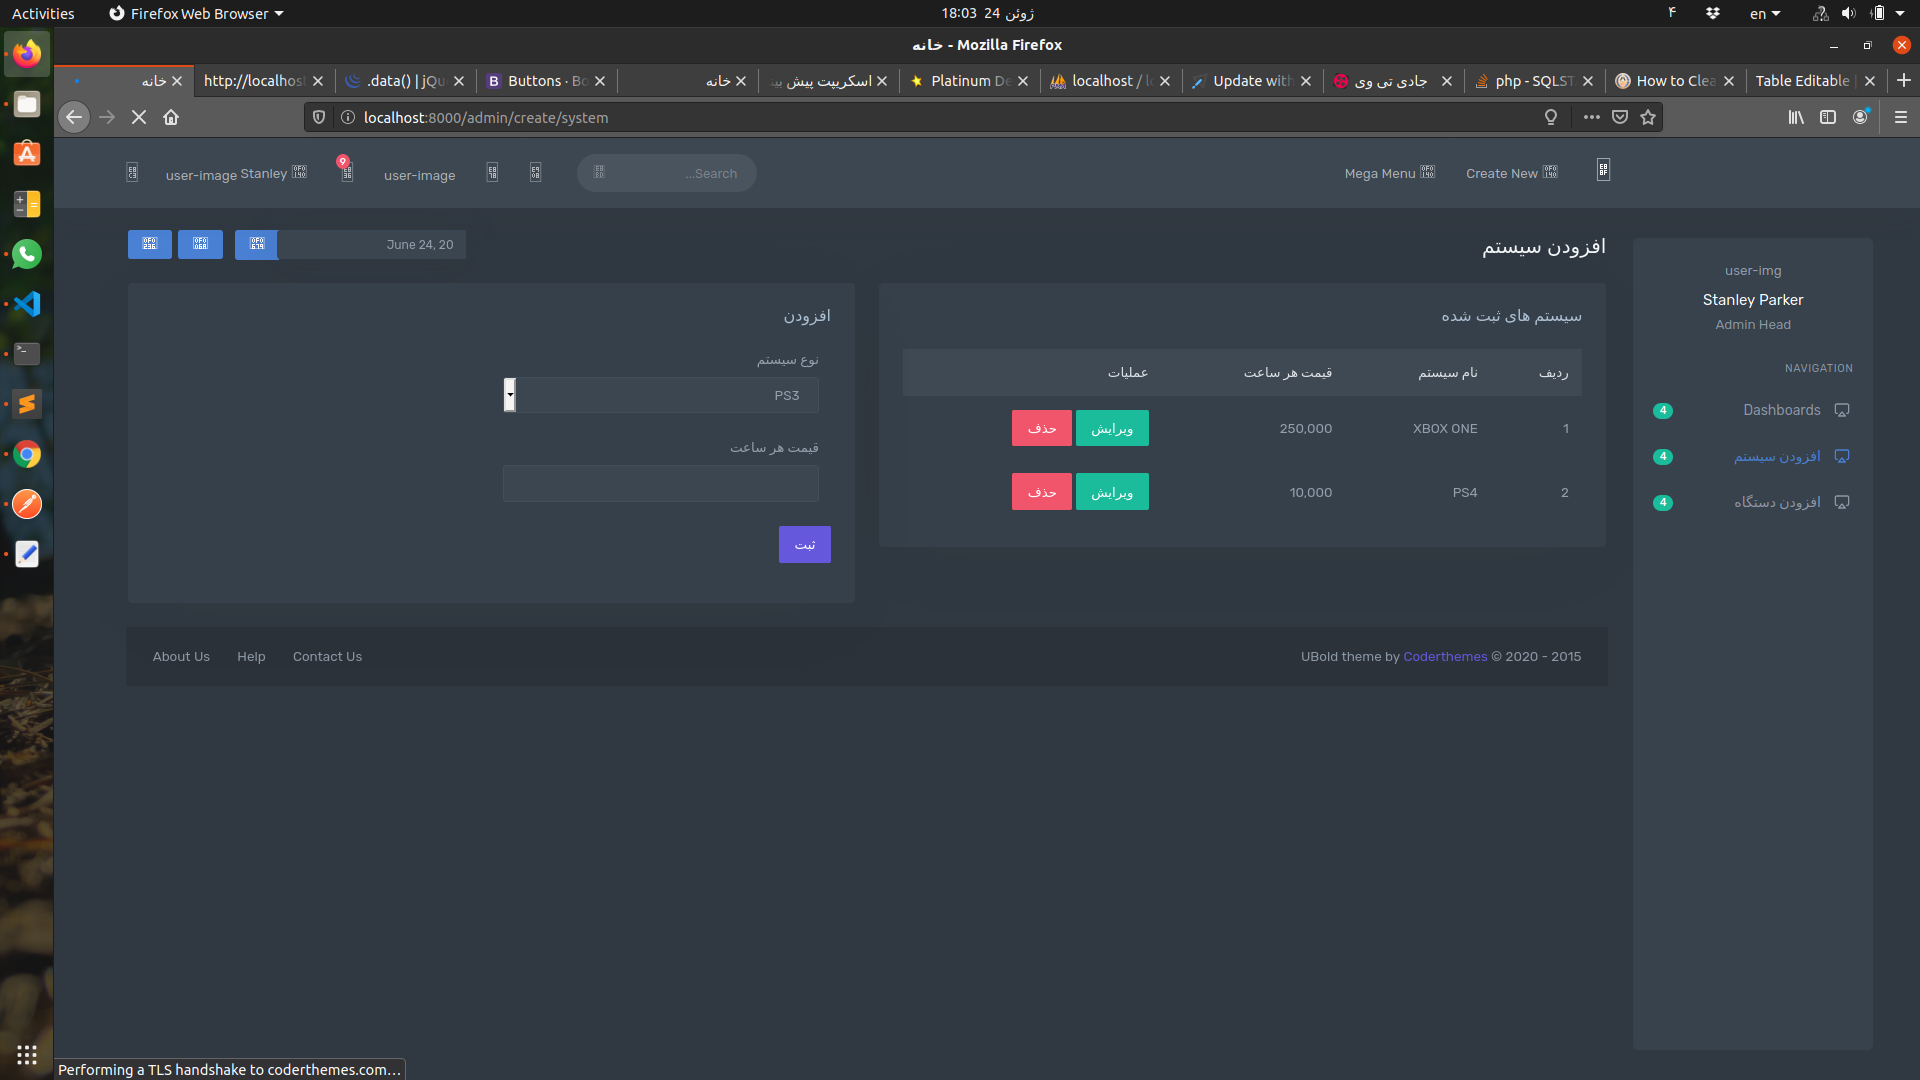 Activities
Firefox Web Browser
ژوئن 24 18:03
۴
en
خانه - Mozilla Firefox
خانه
http://localhos
.data() | jQu
Buttons · Bo
خانه
اسکریپت پیش بی
Platinum De
localhost / lo
Update with
جادی تی وی
php - SQLST
How to Clea
Table Editable |
localhost:8000/admin/create/system
user-image Stanley
9
user-image
Search...
Mega Menu
Create New
June 24, 20
افزودن سیستم
user-img
Stanley Parker
Admin Head
NAVIGATION
Dashboards
4
افزودن سیستم
4
افزودن دستگاه
4
سیستم های ثبت شده
ردیف نام سیستم قیمت هر ساعت عملیات
1 XBOX ONE 250,000 ویرایش حذف
2 PS4 10,000 ویرایش حذف
افزودن
نوع سیستم
PS3
قیمت هر ساعت
ثبت
About Us
Help
Contact Us
UBold theme by Coderthemes © 2020 - 2015
Performing a TLS handshake to coderthemes.com…